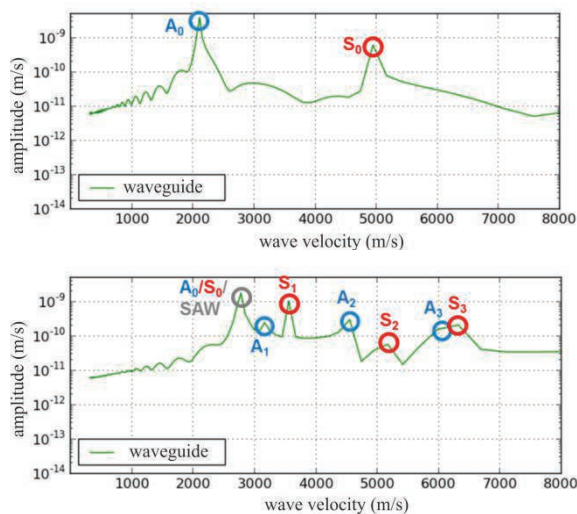 A₀
S₀
10⁻⁹
10⁻¹⁰
10⁻¹¹
10⁻¹²
10⁻¹³
10⁻¹⁴
amplitude (m/s)
waveguide
1000 2000 3000 4000 5000 6000 7000 8000
wave velocity (m/s)
A₀/S₀/
SAW
S₁
A₁
A₂
S₂
A₃
S₃
10⁻⁹
10⁻¹⁰
10⁻¹¹
10⁻¹²
10⁻¹³
10⁻¹⁴
amplitude (m/s)
waveguide
1000 2000 3000 4000 5000 6000 7000 8000
wave velocity (m/s)